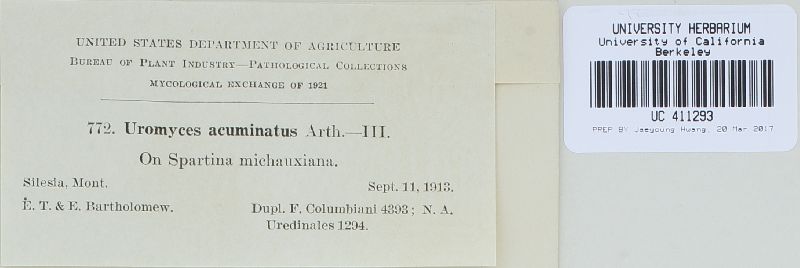 UNITED STATES DEPARTMENT OF AGRICULTURE
BUREAU OF PLANT INDUSTRY—PATHOLOGICAL COLLECTIONS
MYCOLOGICAL EXCHANGE OF 1921
772. Uromyces acuminatus Arth.—III.
On Spartina michauxiana.
Silesia, Mont. Sept. 11, 1913.
E. T. & E. Bartholomew. Dupl. F. Columbiani 4393; N. A.
Uredinales 1294.
UNIVERSITY HERBARIUM
University of California
Berkeley
UC 411293
PREP BY Jaeyoung Hwang, 20 Mar 2017